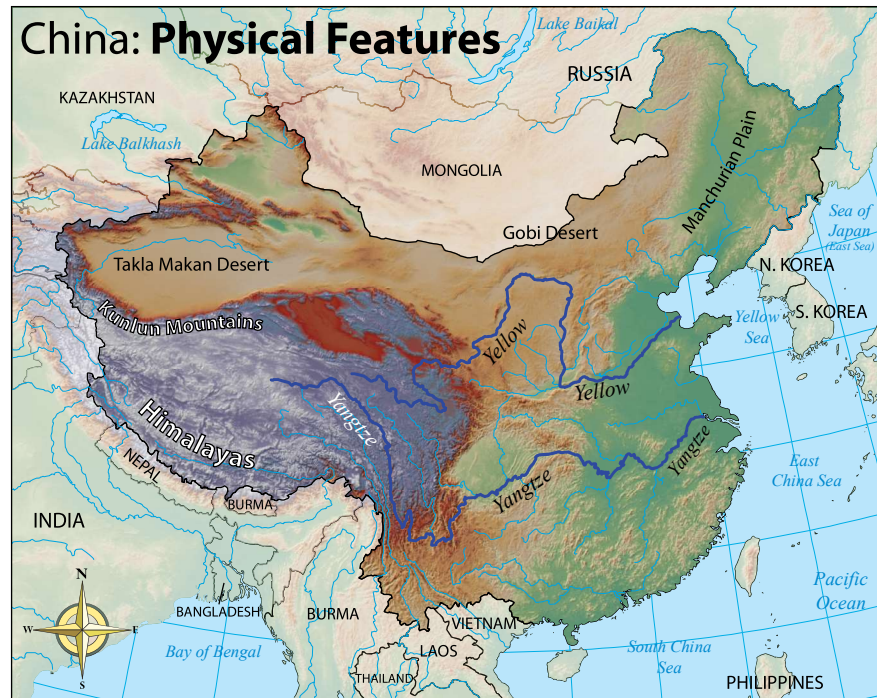 China: Physical Features
Lake Baikal
RUSSIA
KAZAKHSTAN
Lake Balkhash
MONGOLIA
Manchurian Plain
Gobi Desert
Sea of
Japan
(East Sea)
Takla Makan Desert
N. KOREA
Kunlun Mountains
Yellow
Yellow
Sea
S. KOREA
Yellow
Himalayas
Yangtze
Yangtze
Yangtze
NEPAL
BURMA
East
China Sea
INDIA
N
W
E
S
BANGLADESH
BURMA
VIETNAM
LAOS
THAILAND
Bay of Bengal
South China
Sea
Pacific
Ocean
PHILIPPINES